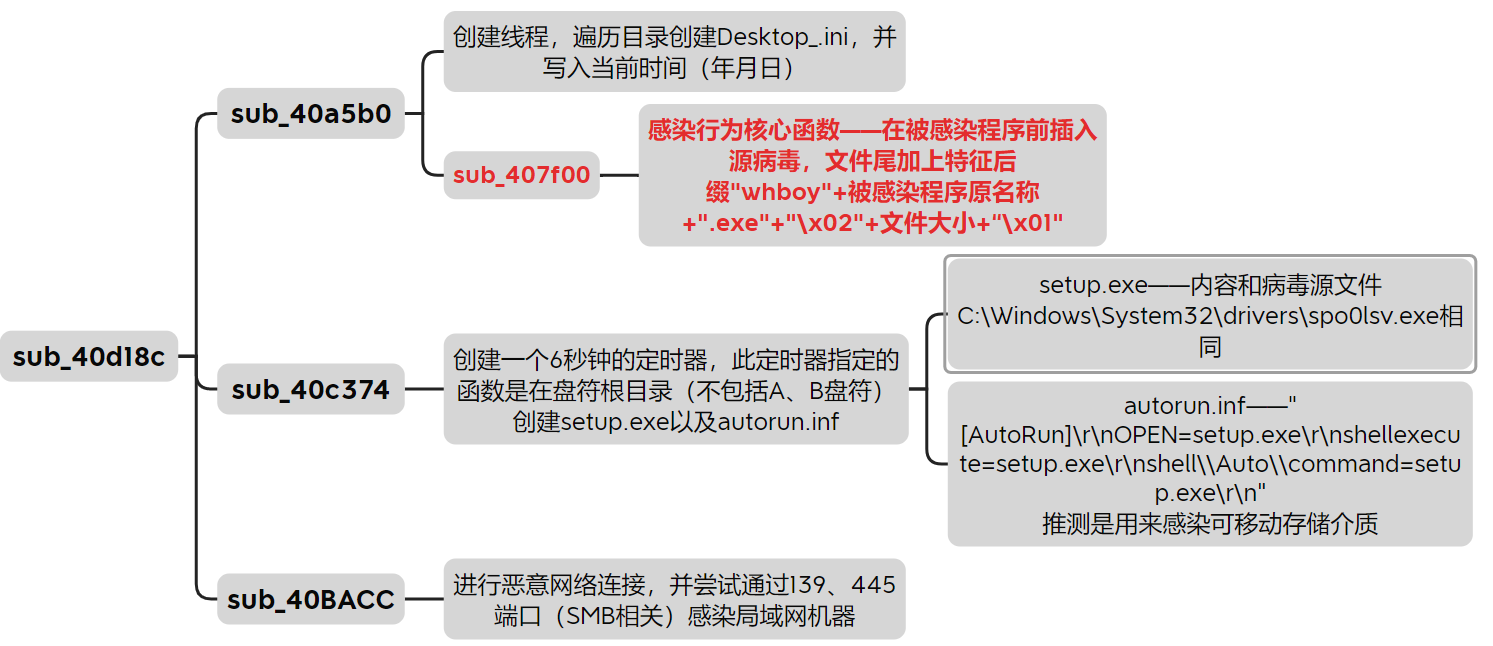 sub_40d18c
sub_40a5b0
创建线程，遍历目录创建Desktop_.ini，并
写入当前时间（年月日）
sub_407f00
感染行为核心函数——在被感染程序前插入
源病毒，文件尾加上特征后
缀"whboy"+被感染程序原名称
+".exe"+"\x02"+文件大小+“\x01"
sub_40c374
创建一个6秒钟的定时器，此定时器指定的
函数是在盘符根目录（不包括A、B盘符）
创建setup.exe以及autorun.inf
setup.exe——内容和病毒源文件
C:\Windows\System32\drivers\spo0lsv.exe相
同
autorun.inf——"
[AutoRun]\r\nOPEN=setup.exe\r\nshellexecu
te=setup.exe\r\nshell\\Auto\\command=setu
p.exe\r\n"
推测是用来感染可移动存储介质
sub_40BACC
进行恶意网络连接，并尝试通过139、445
端口（SMB相关）感染局域网机器